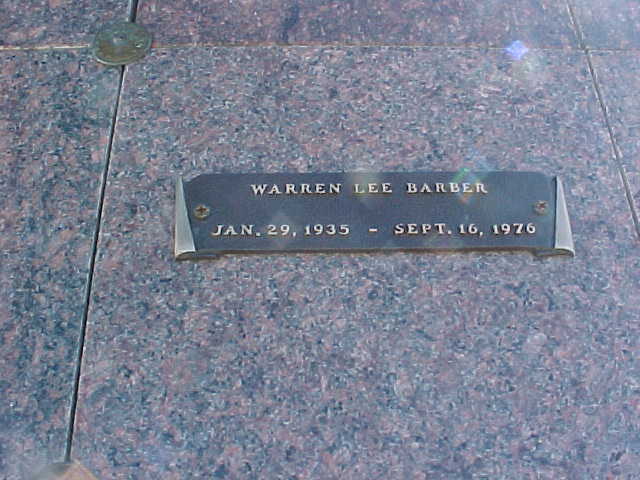 WARREN LEE BARBER
JAN. 29, 1935 - SEPT. 16, 1976